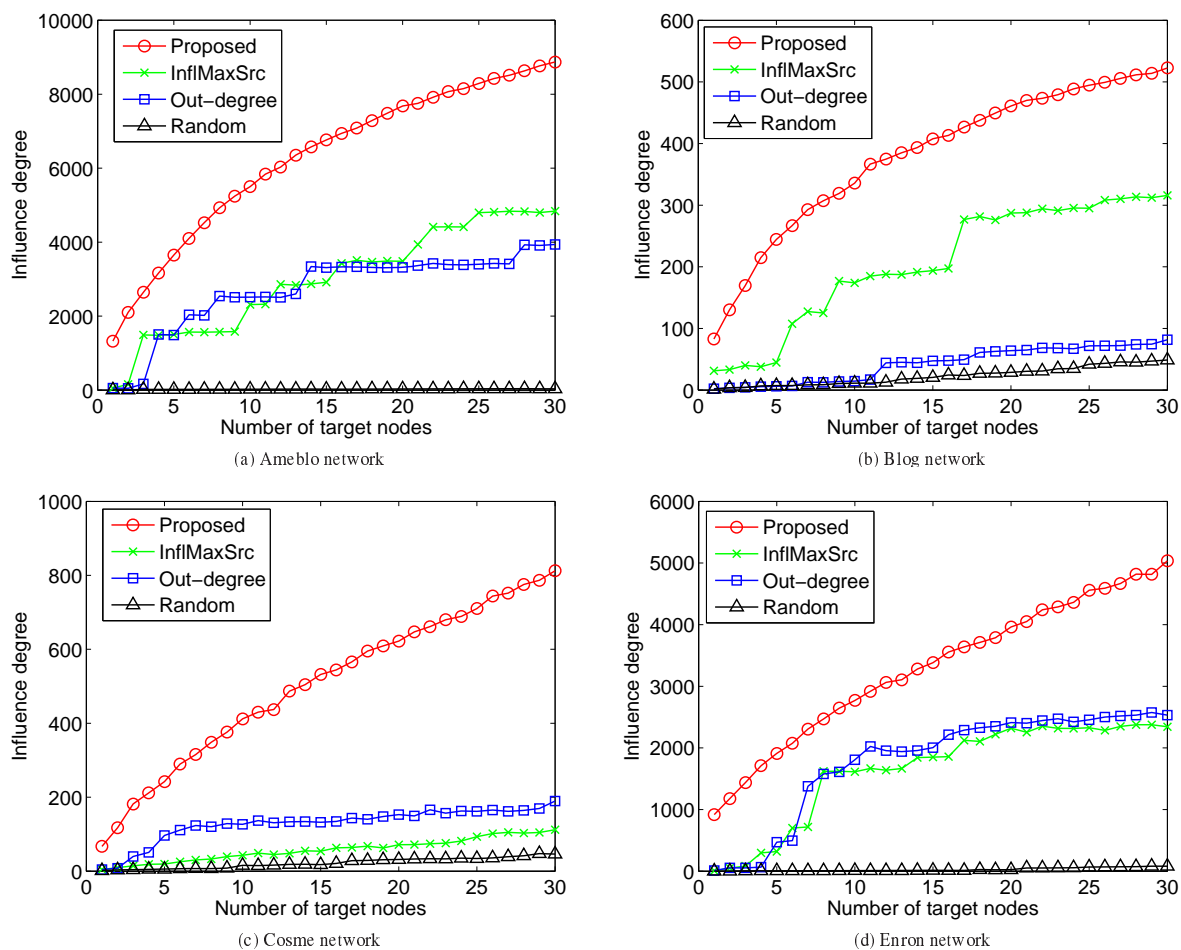 10000
8000
6000
4000
2000
0
Influence degree
Proposed
InflMaxSrc
Out-degree
Random
0 5 10 15 20 25 30
Number of target nodes
(a) Ameblo network
600
500
400
300
200
100
0
Influence degree
Proposed
InflMaxSrc
Out-degree
Random
0 5 10 15 20 25 30
Number of target nodes
(b) Blog network
1000
800
600
400
200
0
Influence degree
Proposed
InflMaxSrc
Out-degree
Random
0 5 10 15 20 25 30
Number of target nodes
(c) Cosme network
6000
5000
4000
3000
2000
1000
0
Influence degree
Proposed
InflMaxSrc
Out-degree
Random
0 5 10 15 20 25 30
Number of target nodes
(d) Enron network